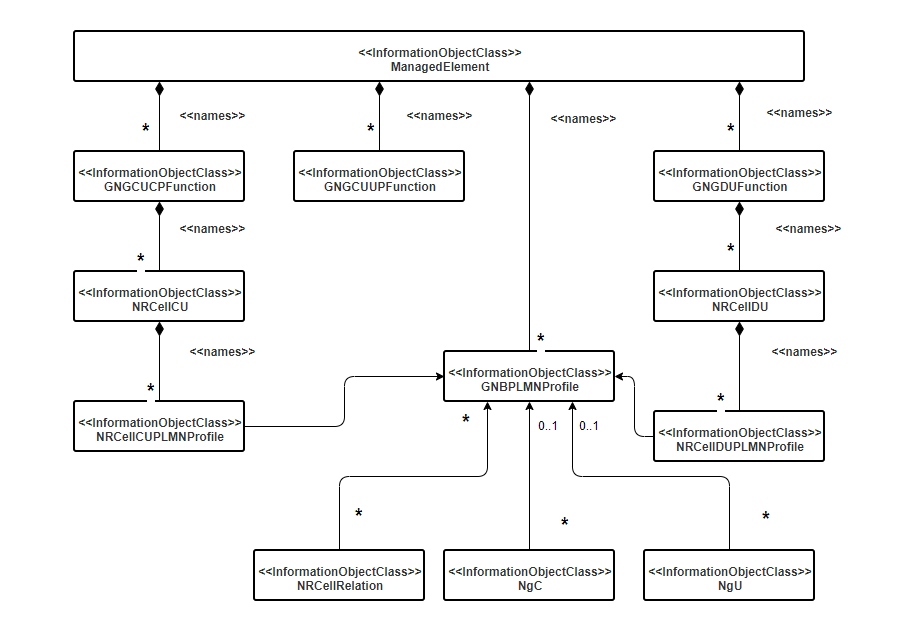 <<InformationObjectClass>>
ManagedElement
<<names>>
<<names>>
<<names>>
<<names>>
*
*
*
<<InformationObjectClass>>
GNGCUCPFunction
<<InformationObjectClass>>
GNGCUUPFunction
<<InformationObjectClass>>
GNGDUFunction
<<names>>
<<names>>
*
*
<<InformationObjectClass>>
NRCellCU
<<InformationObjectClass>>
NRCellDU
*
<<names>>
<<names>>
<<InformationObjectClass>>
GNBPLMNProfile
*
*
<<InformationObjectClass>>
NRCellCUPLMNProfile
*
0..1
0..1
<<InformationObjectClass>>
NRCellDUPLMNProfile
*
*
*
<<InformationObjectClass>>
NRCellRelation
<<InformationObjectClass>>
NgC
<<InformationObjectClass>>
NgU